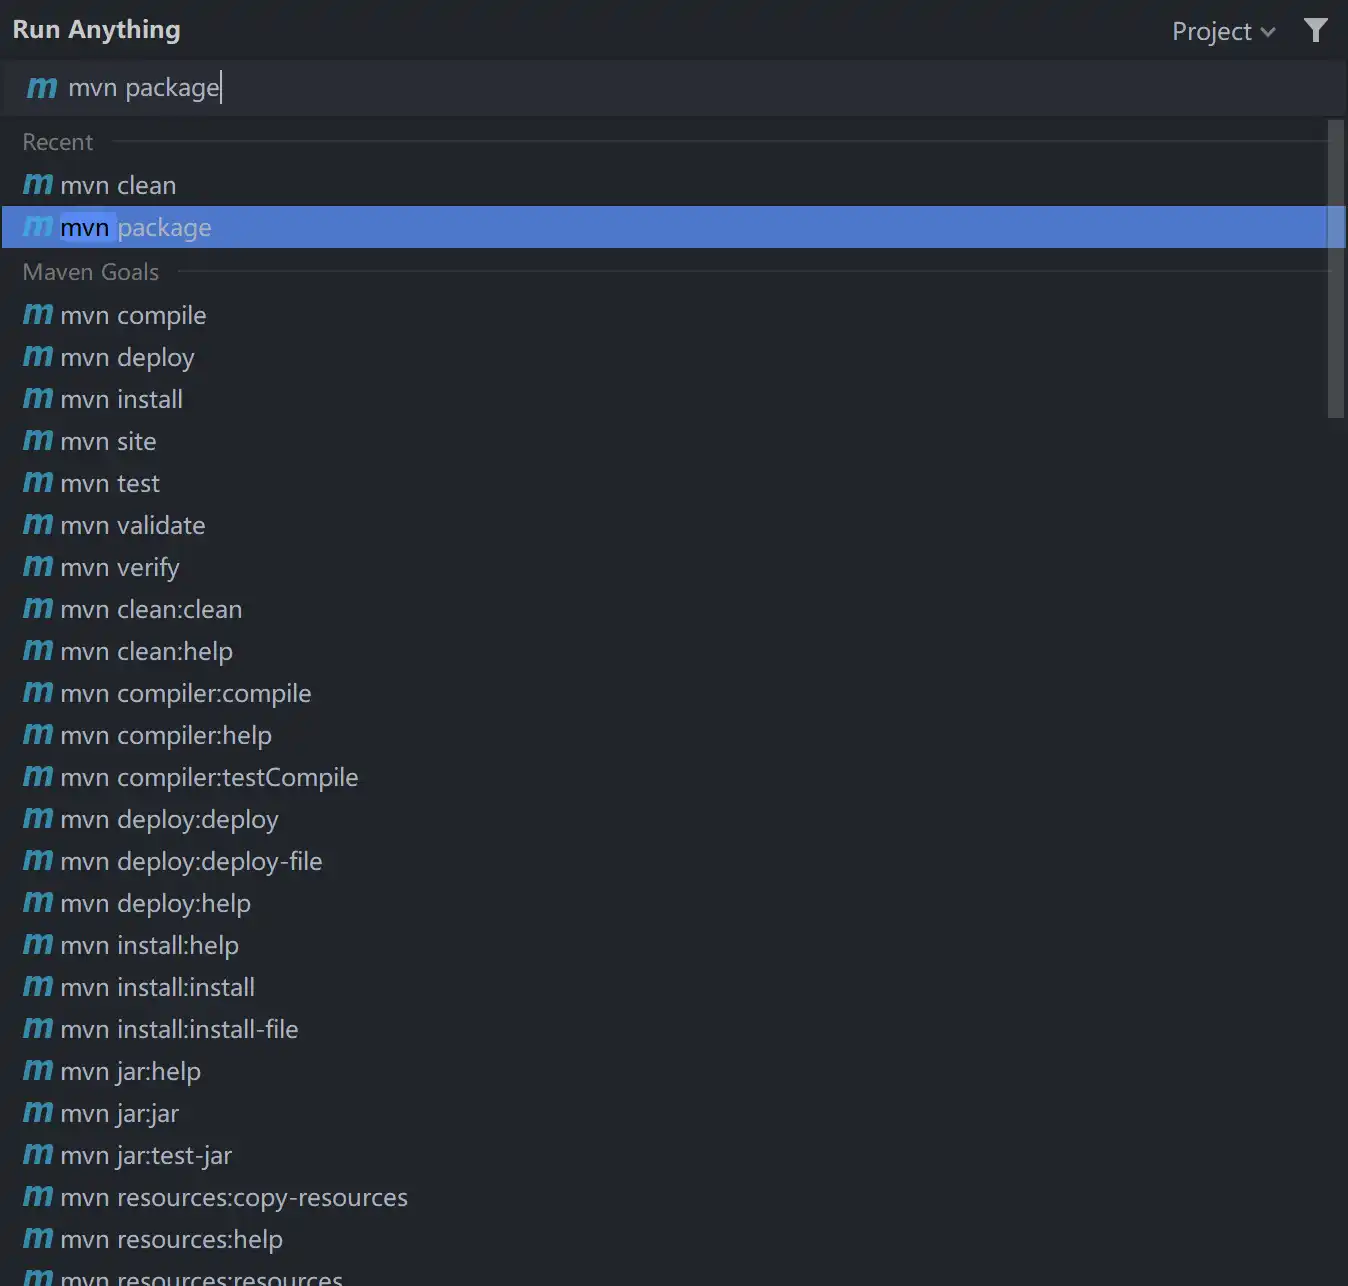 Run Anything
Project
m mvn package
Recent
m mvn clean
m mvn package
Maven Goals
m mvn compile
m mvn deploy
m mvn install
m mvn site
m mvn test
m mvn validate
m mvn verify
m mvn clean:clean
m mvn clean:help
m mvn compiler:compile
m mvn compiler:help
m mvn compiler:testCompile
m mvn deploy:deploy
m mvn deploy:deploy-file
m mvn deploy:help
m mvn install:help
m mvn install:install
m mvn install:install-file
m mvn jar:help
m mvn jar:jar
m mvn jar:test-jar
m mvn resources:copy-resources
m mvn resources:help
m mvn resources:resources